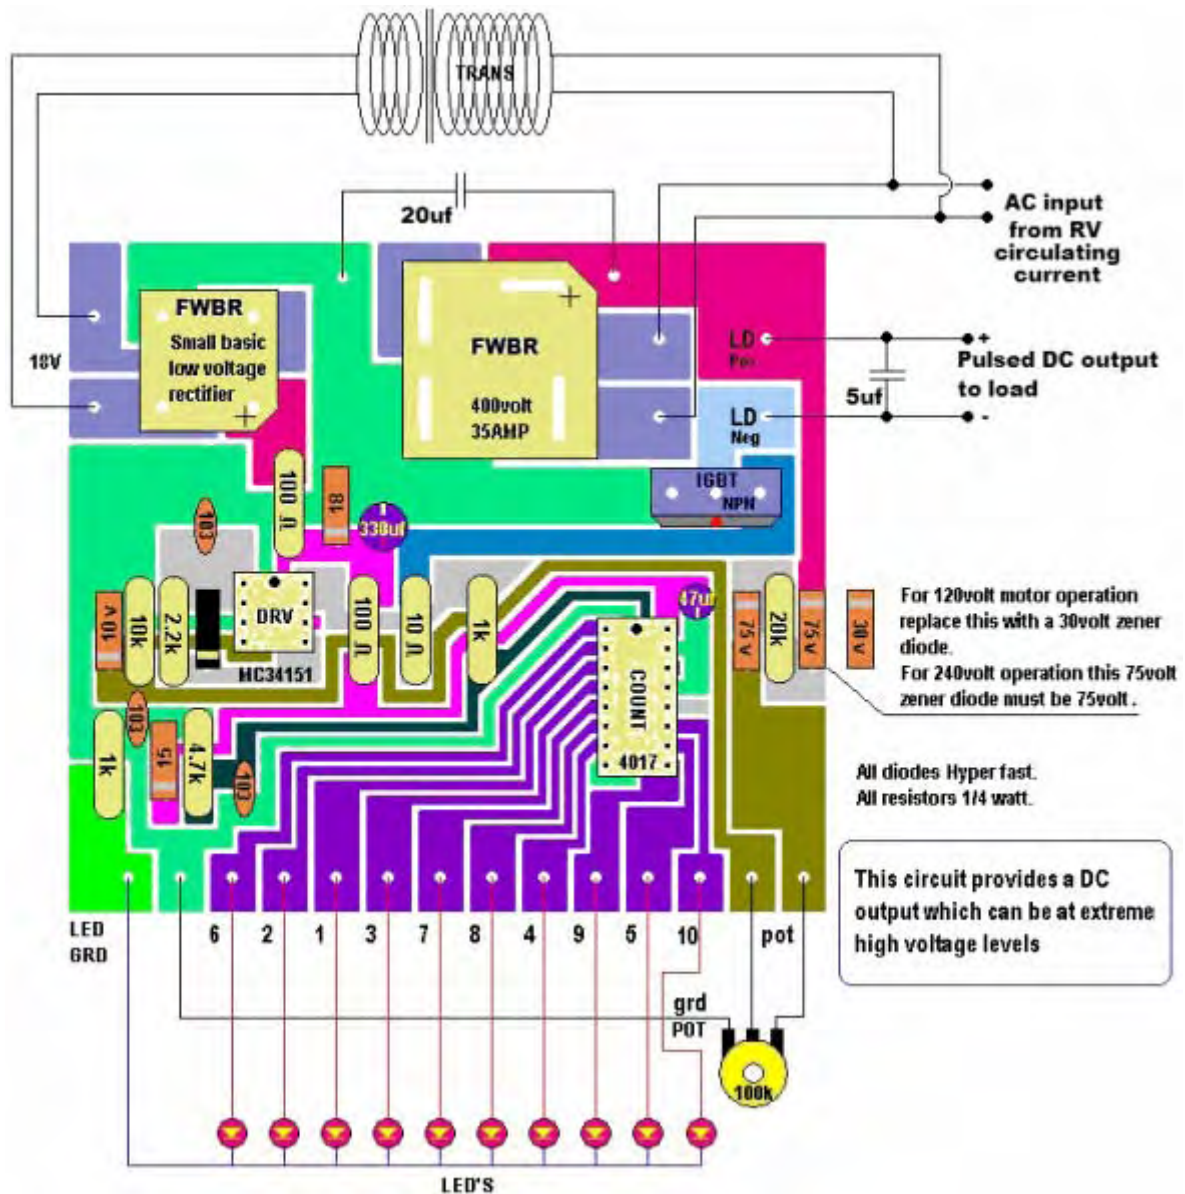 TRANS
20uf
AC input
from RV
circulating
current
FWBR
Small basic
low voltage
rectifier
18V
FWBR
400volt
35AMP
LD
Pos
LD
Neg
5uf
+
Pulsed DC output
to load
-
IGBT
NPN
103
100 Ω
18
330uf
10V
10k
2.2k
DRV
MC34151
100 Ω
10 Ω
1k
47uf
75 v
20k
75 v
30v
For 120volt motor operation
replace this with a 30volt zener
diode.
For 240volt operation this 75volt
zener diode must be 75volt .
COUNT
4017
1k
103
15
4.7k
103
All diodes Hyper fast.
All resistors 1/4 watt.
This circuit provides a DC
output which can be at extreme
high voltage levels
LED
GRD
6 2 1 3 7 8 4 9 5 10 pot
grd
POT
100k
LED'S